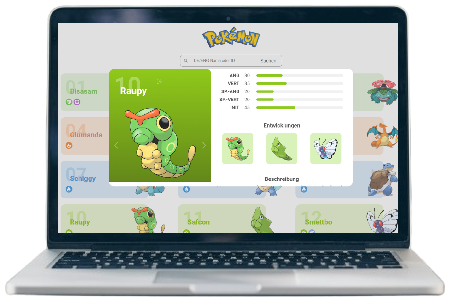 Pokémon
Suchen
10
Raupy
ANG
VERT
SP-ANG
SP-VERT
INIT
Entwicklungen
Beschreibung
01
Bisasam
04
Glumanda
07
Schiggy
10
Raupy
Safcon
12
Smettbo